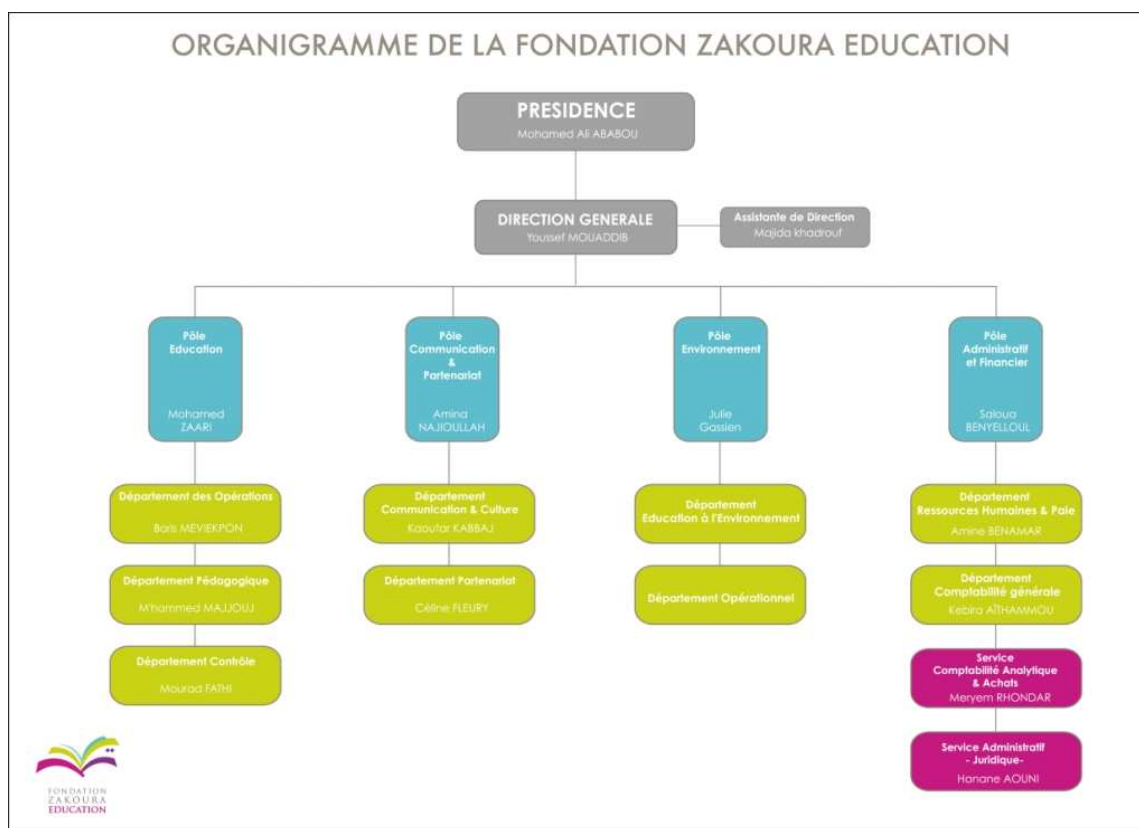 ORGANIGRAMME DE LA FONDATION ZAKOURA EDUCATION
PRESIDENCE
Mohamed Ali ABABOU
DIRECTION GENERALE
Youssef MOUADDIB
Assistante de Direction
Majida khadrouf
Pôle
Education
Mohamed
ZAARI
Pôle
Communication
&
Partenariat
Amina
NAJIOULLAH
Pôle
Environnement
Julie
Gassien
Pôle
Administratif
et Financier
Saloua
BENYELLOUL
Département des Opérations
Boris MEVIEKPON
Département Pédagogique
M'hammed MAJJOUJ
Département Contrôle
Mourad FATHI
Département
Communication & Culture
Kaoutar KABBAJ
Département Partenariat
Céline FLEURY
Département
Education à l'Environnement
Département Opérationnel
Département
Ressources Humaines & Paie
Amine BENAMAR
Département
Comptabilité générale
Kebira AÏTHAMMOU
Service
Comptabilité Analytique
& Achats
Meryem RHONDAR
Service Administratif
- Juridique-
Hanane AOUNI
FONDATION
ZAKOURA
EDUCATION